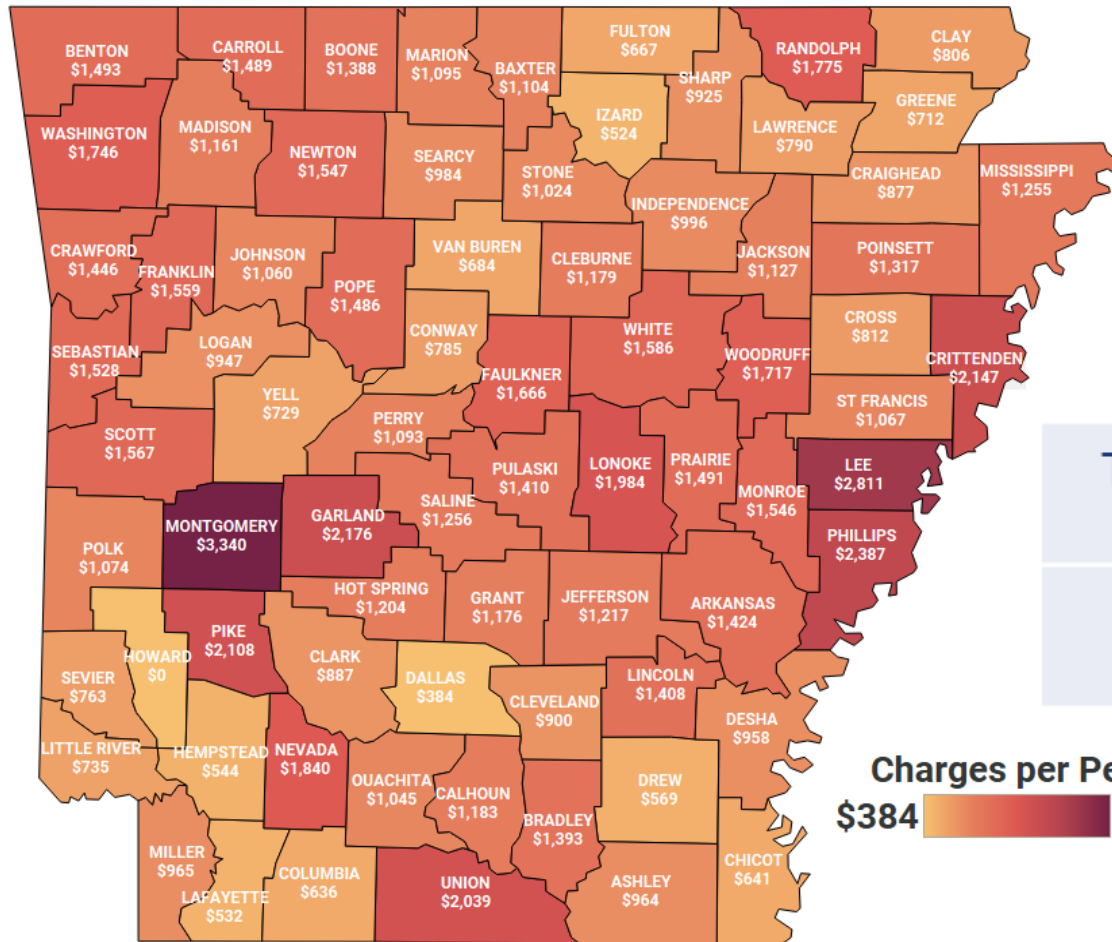 BENTON
$1,493
CARROLL
$1,489
BOONE
$1,388
MARION
$1,095
BAXTER
$1,104
FULTON
$667
SHARP
$925
RANDOLPH
$1,775
CLAY
$806
GREENE
$712
IZARD
$524
LAWRENCE
$790
WASHINGTON
$1,746
MADISON
$1,161
NEWTON
$1,547
SEARCY
$984
STONE
$1,024
INDEPENDENCE
$996
CRAIGHEAD
$877
MISSISSIPPI
$1,255
CRAWFORD
$1,446
FRANKLIN
$1,559
JOHNSON
$1,060
POPE
$1,486
VAN BUREN
$684
CLEBURNE
$1,179
JACKSON
$1,127
POINSETT
$1,317
SEBASTIAN
$1,528
LOGAN
$947
CONWAY
$785
FAULKNER
$1,666
WHITE
$1,586
WOODRUFF
$1,717
CROSS
$812
CRITTENDEN
$2,147
YELL
$729
PERRY
$1,093
ST FRANCIS
$1,067
SCOTT
$1,567
PULASKI
$1,410
LONOKE
$1,984
PRAIRIE
$1,491
MONROE
$1,546
LEE
$2,811
MONTGOMERY
$3,340
GARLAND
$2,176
SALINE
$1,256
PHILLIPS
$2,387
POLK
$1,074
HOT SPRING
$1,204
GRANT
$1,176
JEFFERSON
$1,217
ARKANSAS
$1,424
HOWARD
$0
PIKE
$2,108
CLARK
$887
DALLAS
$384
CLEVELAND
$900
LINCOLN
$1,408
DESHA
$958
SEVIER
$763
LITTLE RIVER
$735
HEMPSTEAD
$544
NEVADA
$1,840
OUACHITA
$1,045
CALHOUN
$1,183
BRADLEY
$1,393
DREW
$569
MILLER
$965
LAFAYETTE
$532
COLUMBIA
$636
UNION
$2,039
ASHLEY
$964
CHICOT
$641
Charges per Pe
$384